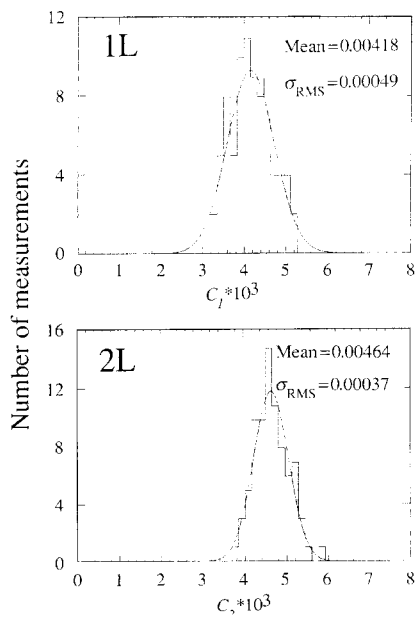 12
1L
Mean=0.00418
σRMS=0.00049
8
4
0
0 1 2 3 4 5 6 7 8
C1*10³
Number of measurements
16
2L
Mean=0.00464
σRMS=0.00037
12
8
4
0
0 1 2 3 4 5 6 7 8
C2*10³